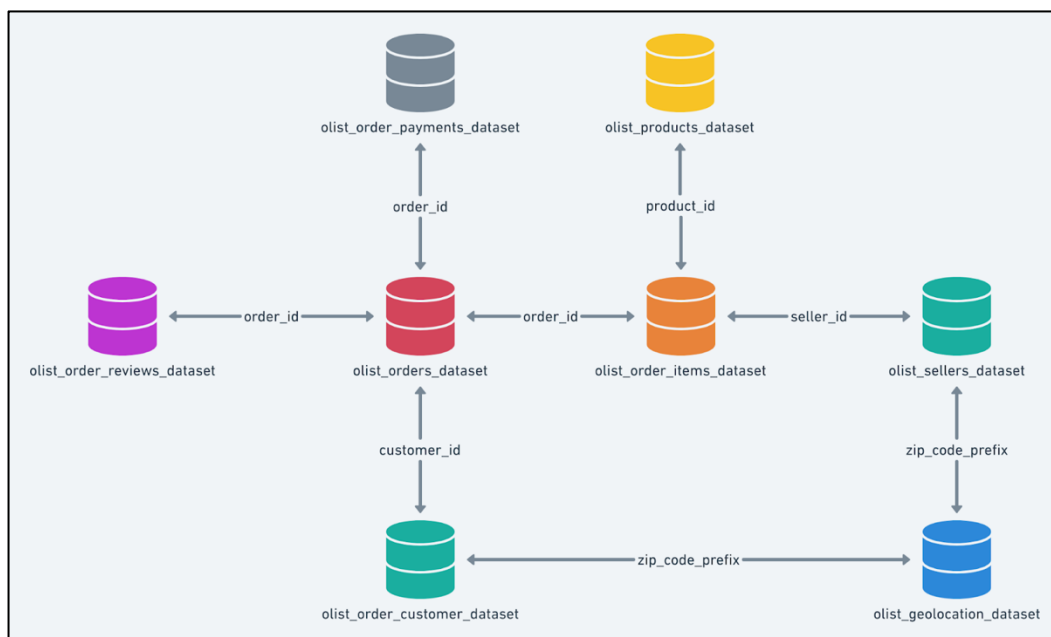 olist_order_payments_dataset
olist_products_dataset
order_id
product_id
order_id
order_id
seller_id
olist_order_reviews_dataset
olist_orders_dataset
olist_order_items_dataset
olist_sellers_dataset
customer_id
zip_code_prefix
zip_code_prefix
olist_order_customer_dataset
olist_geolocation_dataset